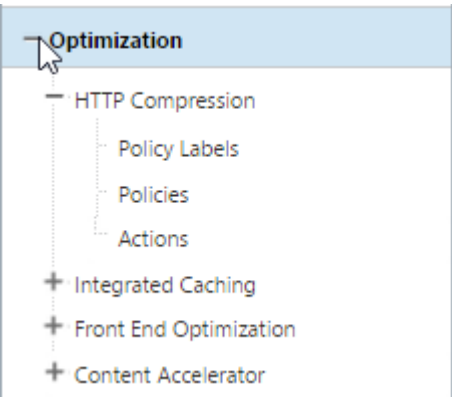 Optimization
HTTP Compression
Policy Labels
Policies
Actions
Integrated Caching
Front End Optimization
Content Accelerator